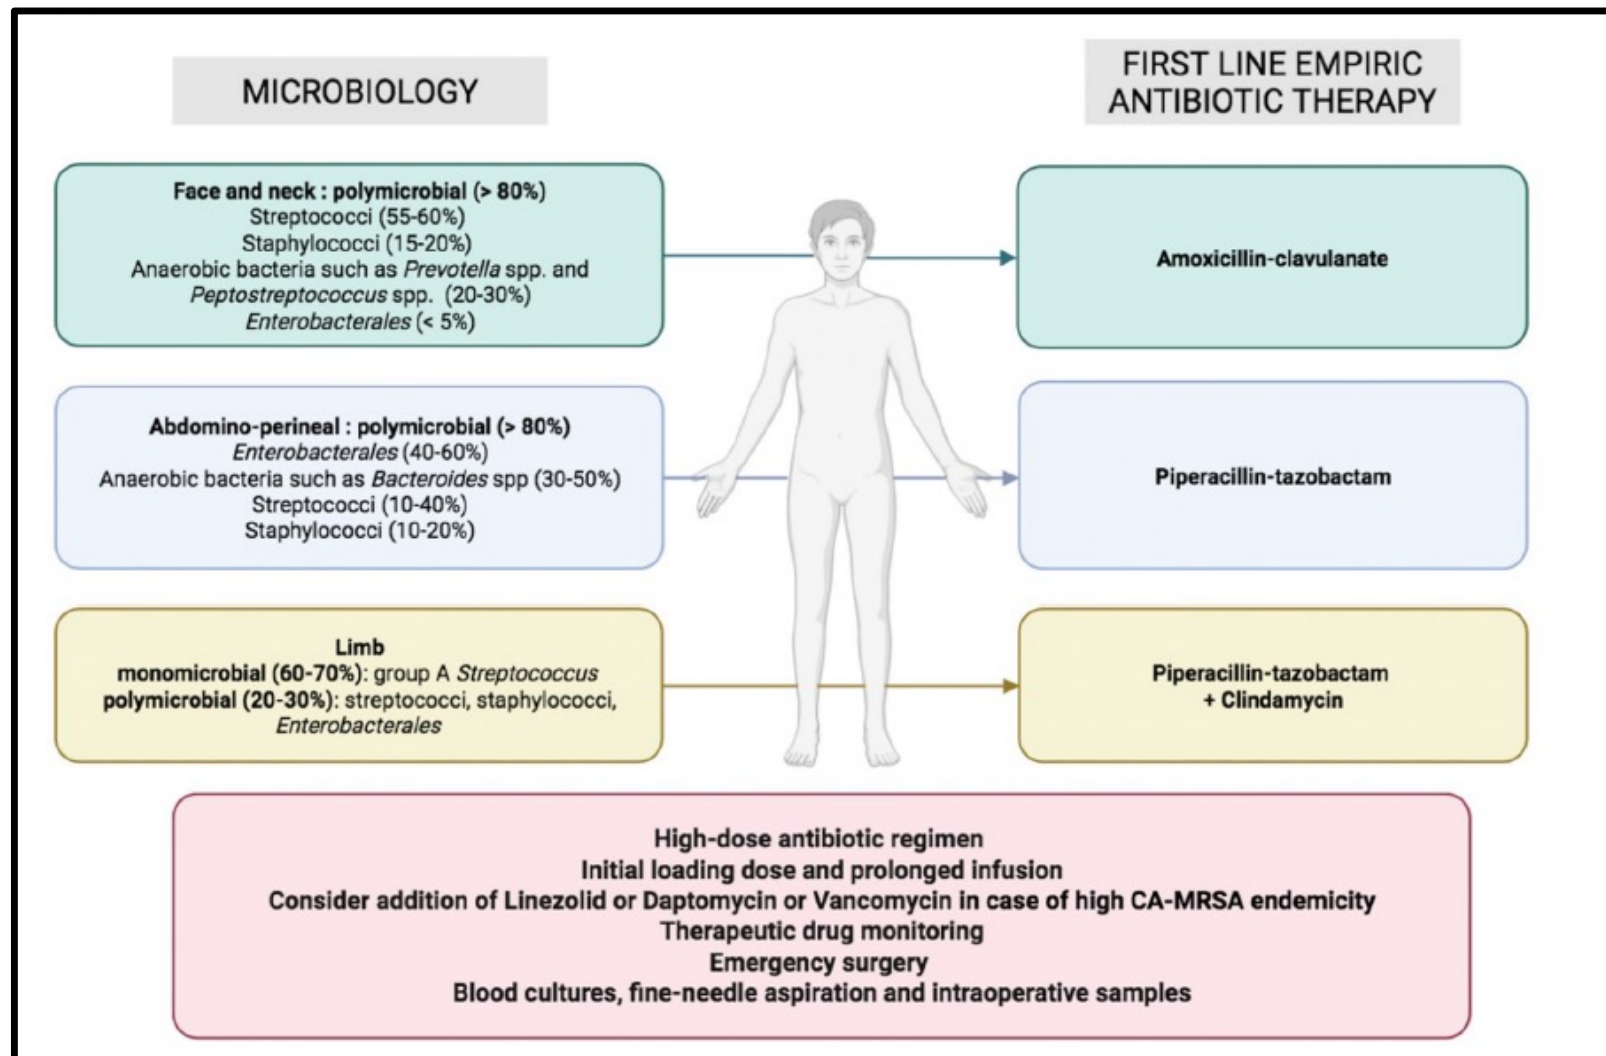 MICROBIOLOGY
FIRST LINE EMPIRIC
ANTIBIOTIC THERAPY
Face and neck : polymicrobial (> 80%)
Streptococci (55-60%)
Staphylococci (15-20%)
Anaerobic bacteria such as Prevotella spp. and
Peptostreptococcus spp. (20-30%)
Enterobacterales (< 5%)
Amoxicillin-clavulanate
Abdomino-perineal : polymicrobial (> 80%)
Enterobacterales (40-60%)
Anaerobic bacteria such as Bacteroides spp (30-50%)
Streptococci (10-40%)
Staphylococci (10-20%)
Piperacillin-tazobactam
Limb
monomicrobial (60-70%): group A Streptococcus
polymicrobial (20-30%): streptococci, staphylococci,
Enterobacterales
Piperacillin-tazobactam
+ Clindamycin
High-dose antibiotic regimen
Initial loading dose and prolonged infusion
Consider addition of Linezolid or Daptomycin or Vancomycin in case of high CA-MRSA endemicity
Therapeutic drug monitoring
Emergency surgery
Blood cultures, fine-needle aspiration and intraoperative samples